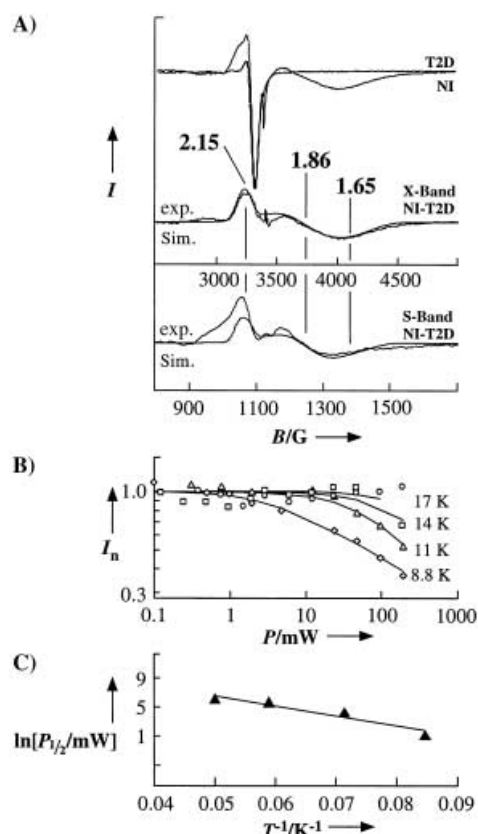 A)
T2D
NI
I
2.15
1.86
1.65
exp.
Sim.
X-Band
NI-T2D
3000 3500 4000 4500
exp.
Sim.
S-Band
NI-T2D
900 1100 1300 1500
B/G
B)
1.0
In
0.3
17 K
14 K
11 K
8.8 K
0.1 1 10 100 1000
P/mW
C)
9
5
1
ln[P1/2/mW]
0.04 0.05 0.06 0.07 0.08 0.09
T-1/K-1